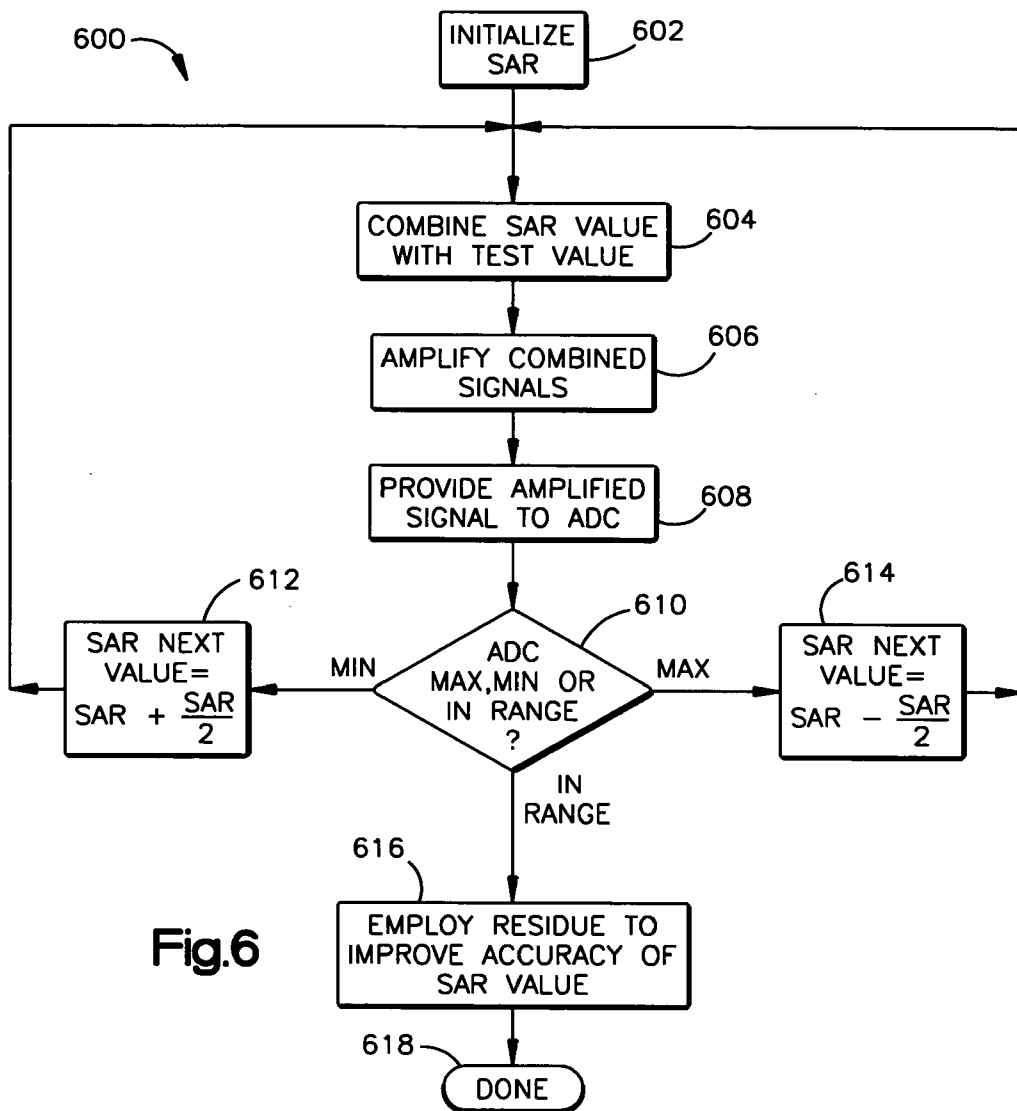 600
INITIALIZE
SAR
602
COMBINE SAR VALUE
WITH TEST VALUE
604
AMPLIFY COMBINED
SIGNALS
606
PROVIDE AMPLIFIED
SIGNAL TO ADC
608
612
SAR NEXT
VALUE=
SAR + SAR/2
MIN
610
ADC
MAX,MIN OR
IN RANGE
?
MAX
614
SAR NEXT
VALUE=
SAR - SAR/2
IN
RANGE
616
EMPLOY RESIDUE TO
IMPROVE ACCURACY OF
SAR VALUE
Fig.6
618
DONE